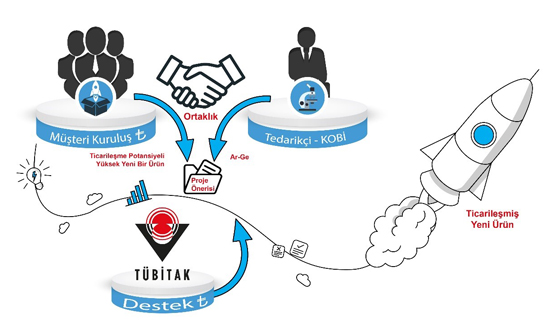 Ortaklık
Müşteri Kuruluş ₺
Tedarikçi - KOBİ
Ticarileşme Potansiyeli
Yüksek Yeni Bir Ürün
Ar-Ge
Proje
Önerisi
Ticarileşmiş
Yeni Ürün
TÜBİTAK
Destek ₺